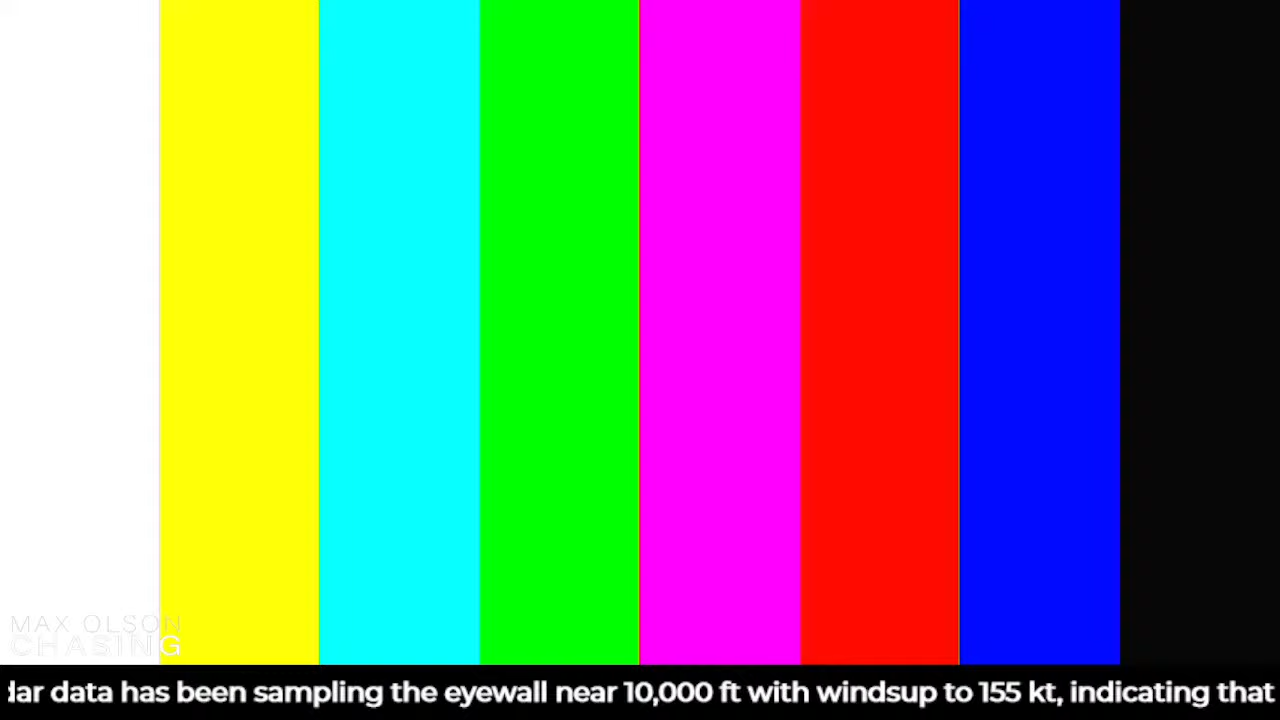 MAX OLSON
CHASING
dar data has been sampling the eyewall near 10,000 ft with windsup to 155 kt, indicating that